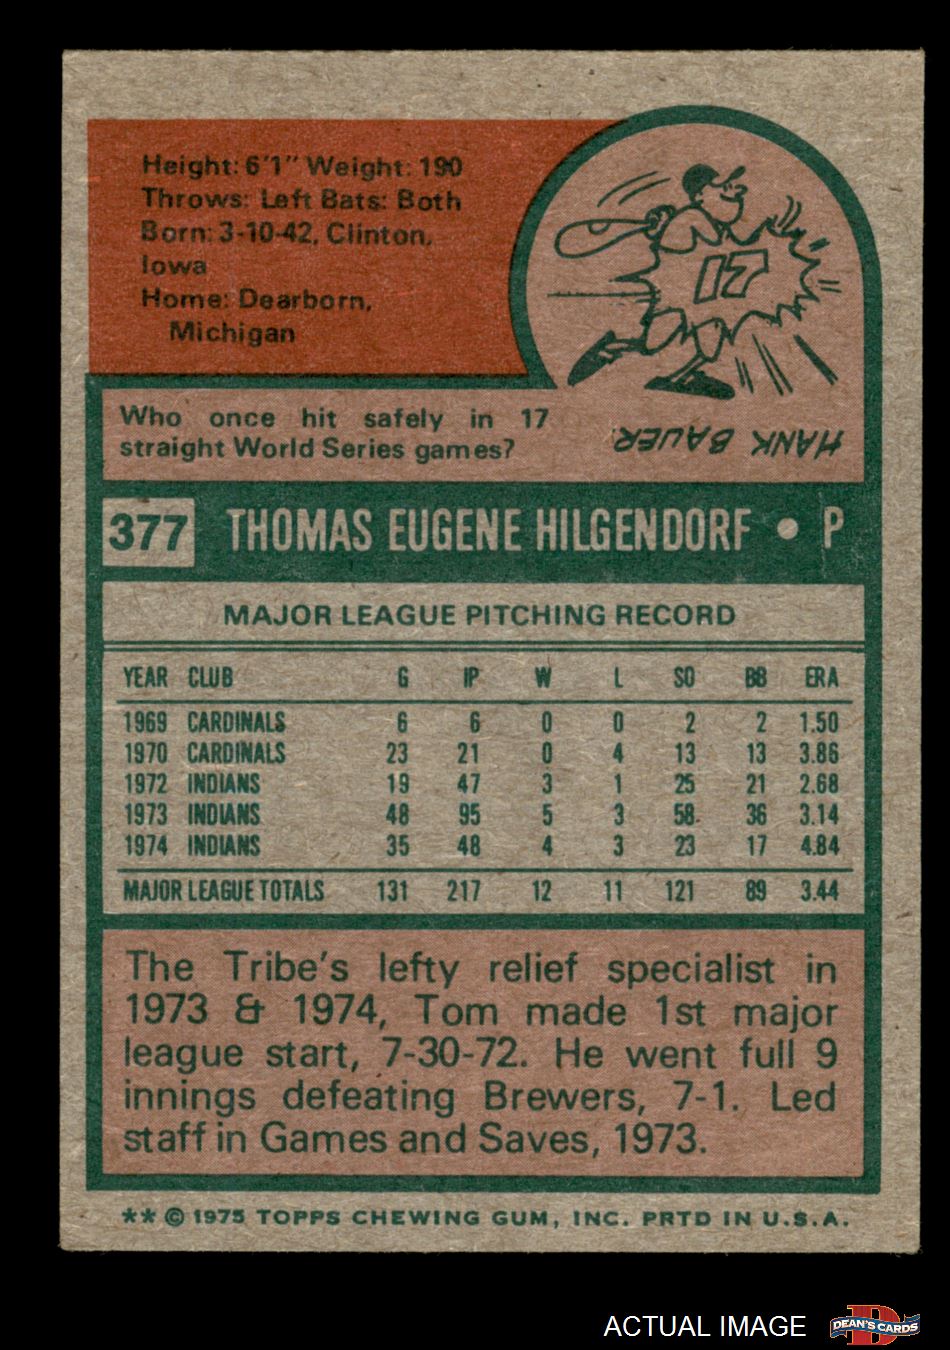 Height: 6'1" Weight: 190
Throws: Left Bats: Both
Born: 3-10-42, Clinton,
Iowa
Home: Dearborn,
Michigan
17
Who once hit safely in 17
straight World Series games?
HANK BAUER
377 THOMAS EUGENE HILGENDORF • P
MAJOR LEAGUE PITCHING RECORD
YEAR CLUB G IP W L SO BB ERA
1969 CARDINALS 6 6 0 0 2 2 1.50
1970 CARDINALS 23 21 0 4 13 13 3.86
1972 INDIANS 19 47 3 1 25 21 2.68
1973 INDIANS 48 95 5 3 58 36 3.14
1974 INDIANS 35 48 4 3 23 17 4.84
MAJOR LEAGUE TOTALS 131 217 12 11 121 89 3.44
The Tribe's lefty relief specialist in
1973 & 1974, Tom made 1st major
league start, 7-30-72. He went full 9
innings defeating Brewers, 7-1. Led
staff in Games and Saves, 1973.
** © 1975 TOPPS CHEWING GUM, INC. PRTD IN U.S.A.
ACTUAL IMAGE
D
DEAN'S CARDS